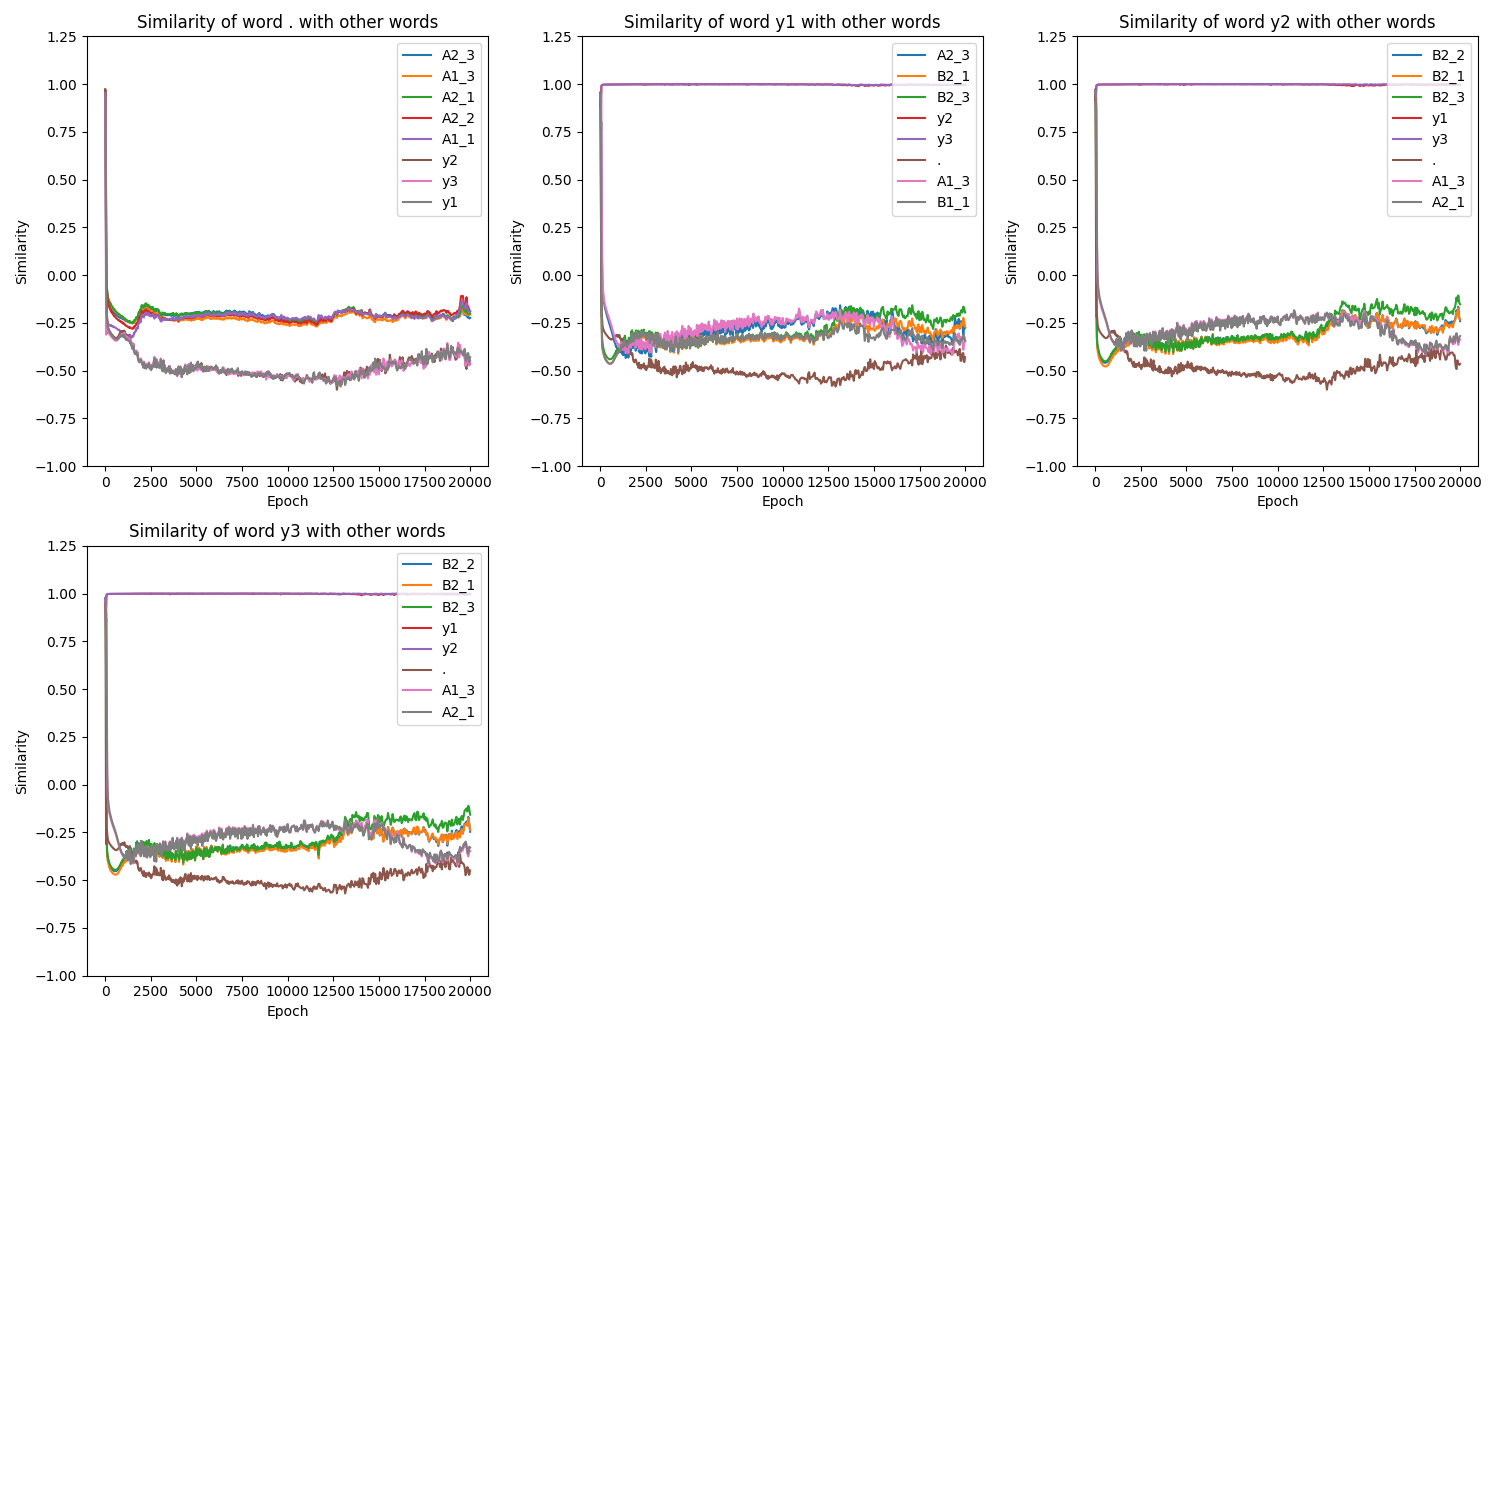 Similarity of word . with other words
1.25
1.00
0.75
0.50
0.25
0.00
−0.25
−0.50
−0.75
−1.00
Similarity
0 2500 5000 7500 10000 12500 15000 17500 20000
Epoch
A2_3
A1_3
A2_1
A2_2
A1_1
y2
y3
y1
Similarity of word y1 with other words
1.25
1.00
0.75
0.50
0.25
0.00
−0.25
−0.50
−0.75
−1.00
Similarity
0 2500 5000 7500 10000 12500 15000 17500 20000
Epoch
A2_3
B2_1
B2_3
y2
y3
.
A1_3
B1_1
Similarity of word y2 with other words
1.25
1.00
0.75
0.50
0.25
0.00
−0.25
−0.50
−0.75
−1.00
Similarity
0 2500 5000 7500 10000 12500 15000 17500 20000
Epoch
B2_2
B2_1
B2_3
y1
y3
.
A1_3
A2_1
Similarity of word y3 with other words
1.25
1.00
0.75
0.50
0.25
0.00
−0.25
−0.50
−0.75
−1.00
Similarity
0 2500 5000 7500 10000 12500 15000 17500 20000
Epoch
B2_2
B2_1
B2_3
y1
y2
.
A1_3
A2_1